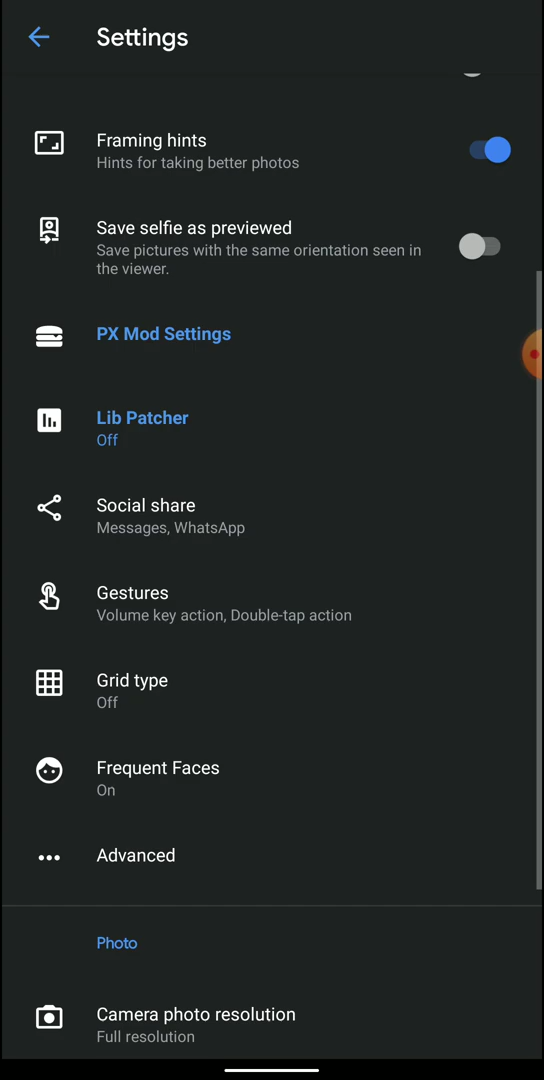 Settings
Framing hints
Hints for taking better photos
Save selfie as previewed
Save pictures with the same orientation seen in
the viewer.
PX Mod Settings
Lib Patcher
Off
Social share
Messages, WhatsApp
Gestures
Volume key action, Double-tap action
Grid type
Off
Frequent Faces
On
Advanced
Photo
Camera photo resolution
Full resolution